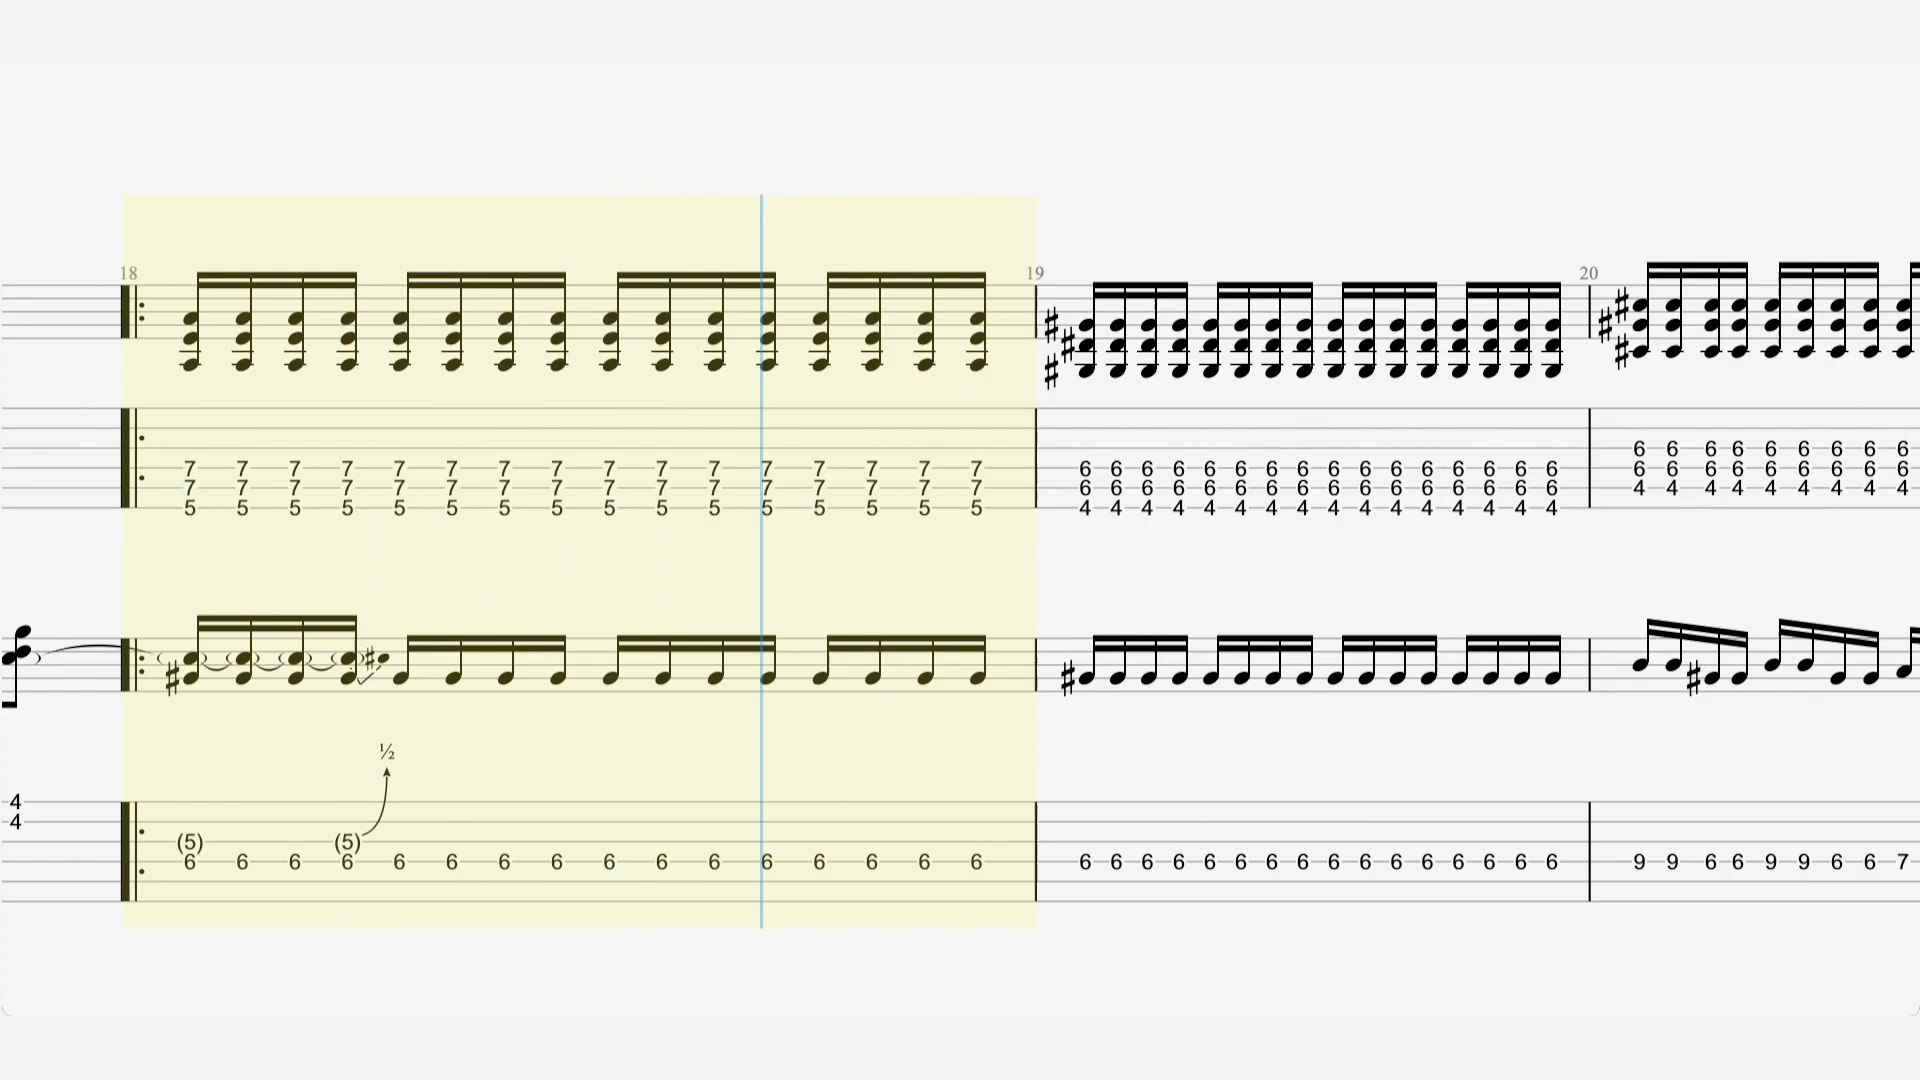 18 19 20
6 6 6 6 6 6 6 6 6
7 7 7 7 7 7 7 7 7 7 7 7 7 7 7 7 6 6 6 6 6 6 6 6 6 6 6 6 6 6 6 6 6 6 6 6 6 6 6 6 6
7 7 7 7 7 7 7 7 7 7 7 7 7 7 7 7 6 6 6 6 6 6 6 6 6 6 6 6 6 6 6 6 4 4 4 4 4 4 4 4 4
5 5 5 5 5 5 5 5 5 5 5 5 5 5 5 5 4 4 4 4 4 4 4 4 4 4 4 4 4 4 4 4
½
4
4
(5) (5)
6 6 6 6 6 6 6 6 6 6 6 6 6 6 6 6 6 6 6 6 6 6 6 6 6 6 6 6 6 6 6 6 9 9 6 6 9 9 6 6 7